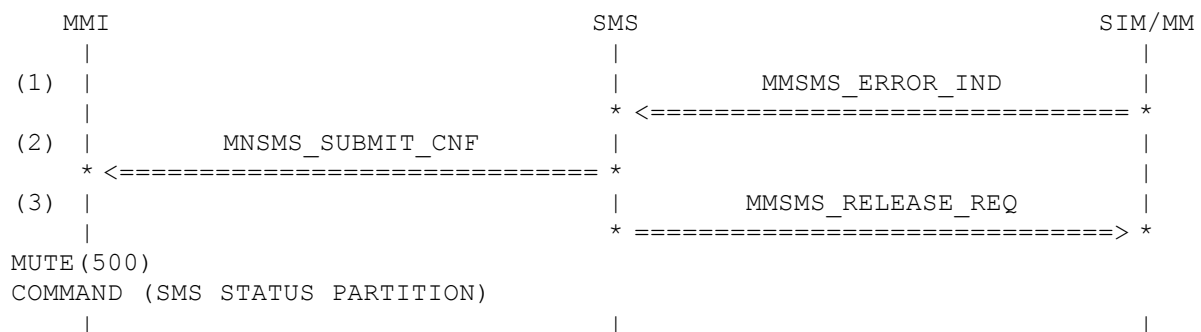 MMI SMS SIM/MM
| | |
(1) | | MMSMS_ERROR_IND |
| * <============================== *
(2) | MNSMS_SUBMIT_CNF | |
* <============================== * |
(3) | | MMSMS_RELEASE_REQ |
| * ==============================> *
MUTE(500)
COMMAND (SMS STATUS PARTITION)
| | |